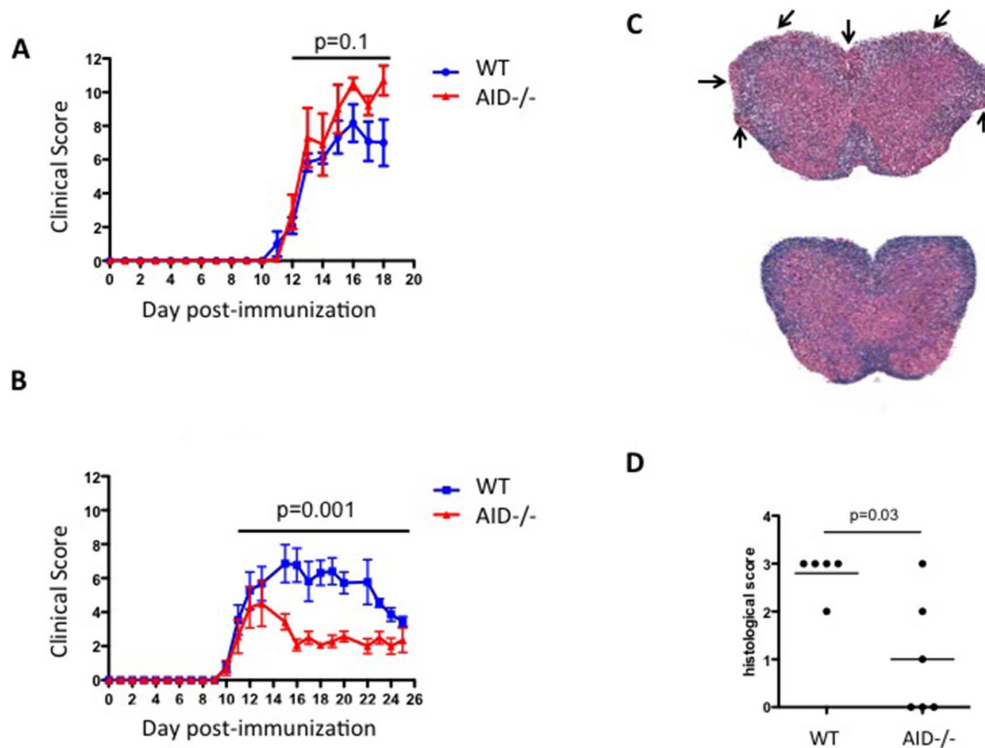 A
p=0.1
WT
AID-/-
12
10
8
6
4
2
0
Clinical Score
0 2 4 6 8 10 12 14 16 18 20
Day post-immunization
B
p=0.001
WT
AID-/-
12
10
8
6
4
2
0
Clinical Score
0 2 4 6 8 10 12 14 16 18 20 22 24 26
Day post-immunization
C
D
p=0.03
4
3
2
1
0
histological score
WT AID-/-